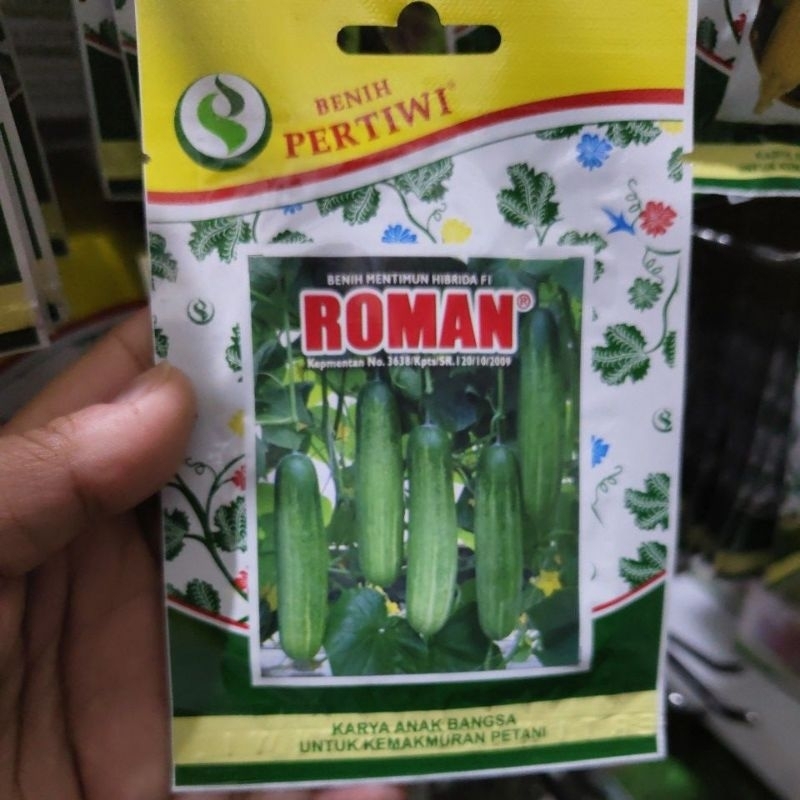 BENIH
PERTIWI®
BENIH MENTIMUN HIBRIDA F1
ROMAN®
Kepmentan No. 3638/Kpts/SR.120/10/2009
KARYA ANAK BANGSA
UNTUK KEMAKMURAN PETANI